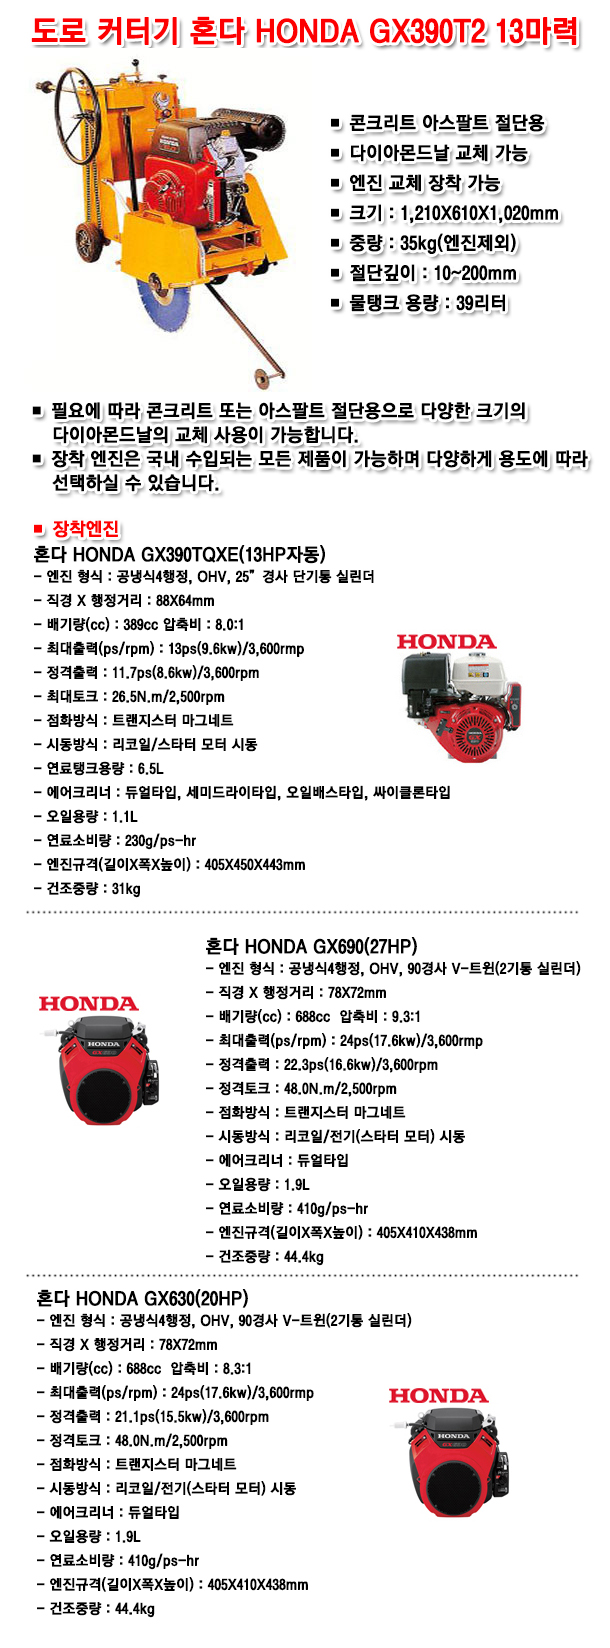 도로 커터기 혼다 HONDA GX390T2 13마력
■ 콘크리트 아스팔트 절단용
■ 다이아몬드날 교체 가능
■ 엔진 교체 장착 가능
■ 크기 : 1,210X610X1,020mm
■ 중량 : 35kg(엔진제외)
■ 절단깊이 : 10~200mm
■ 물탱크 용량 : 39리터
■ 필요에 따라 콘크리트 또는 아스팔트 절단용으로 다양한 크기의
다이아몬드날의 교체 사용이 가능합니다.
■ 장착 엔진은 국내 수입되는 모든 제품이 가능하며 다양하게 용도에 따라
선택하실 수 있습니다.
■ 장착엔진
혼다 HONDA GX390TQXE(13HP자동)
- 엔진 형식 : 공냉식4행정, OHV, 25" 경사 단기통 실린더
- 직경 X 행정거리 : 88X64mm
- 배기량(cc) : 389cc 압축비 : 8.0:1
- 최대출력(ps/rpm) : 13ps(9.6kw)/3,600rmp
- 정격출력 : 11.7ps(8.6kw)/3,600rpm
- 최대토크 : 26.5N.m/2,500rpm
- 점화방식 : 트랜지스터 마그네트
- 시동방식 : 리코일/스타터 모터 시동
- 연료탱크용량 : 6.5L
- 에어크리너 : 듀얼타입, 세미드라이타입, 오일배스타입, 싸이클론타입
- 오일용량 : 1.1L
- 연료소비량 : 230g/ps-hr
- 엔진규격(길이X폭X높이) : 405X450X443mm
- 건조중량 : 31kg
HONDA
혼다 HONDA GX690(27HP)
- 엔진 형식 : 공냉식4행정, OHV, 90경사 V-트윈(2기통 실린더)
- 직경 X 행정거리 : 78X72mm
- 배기량(cc) : 688cc 압축비 : 9.3:1
- 최대출력(ps/rpm) : 24ps(17.6kw)/3,600rmp
- 정격출력 : 22.3ps(16.6kw)/3,600rpm
- 정격토크 : 48.0N.m/2,500rpm
- 점화방식 : 트랜지스터 마그네트
- 시동방식 : 리코일/전기(스타터 모터) 시동
- 에어크리너 : 듀얼타입
- 오일용량 : 1.9L
- 연료소비량 : 410g/ps-hr
- 엔진규격(길이X폭X높이) : 405X410X438mm
- 건조중량 : 44.4kg
HONDA
HONDA
혼다 HONDA GX630(20HP)
- 엔진 형식 : 공냉식4행정, OHV, 90경사 V-트윈(2기통 실린더)
- 직경 X 행정거리 : 78X72mm
- 배기량(cc) : 688cc 압축비 : 8.3:1
- 최대출력(ps/rpm) : 24ps(17.6kw)/3,600rmp
- 정격출력 : 21.1ps(15.5kw)/3,600rpm
- 정격토크 : 48.0N.m/2,500rpm
- 점화방식 : 트랜지스터 마그네트
- 시동방식 : 리코일/전기(스타터 모터) 시동
- 에어크리너 : 듀얼타입
- 오일용량 : 1.9L
- 연료소비량 : 410g/ps-hr
- 엔진규격(길이X폭X높이) : 405X410X438mm
- 건조중량 : 44.4kg
HONDA
HONDA